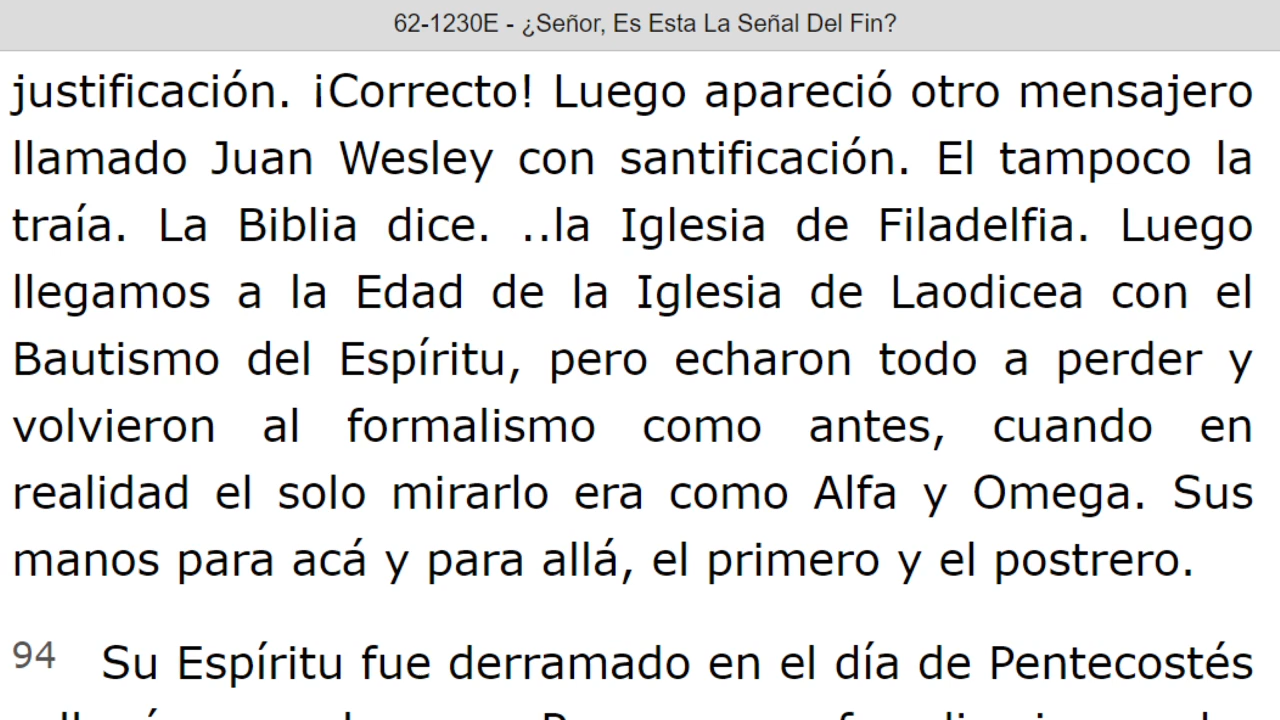 62-1230E - ¿Señor, Es Esta La Señal Del Fin?
justificación. ¡Correcto! Luego apareció otro mensajero
llamado Juan Wesley con santificación. El tampoco la
traía. La Biblia dice. ..la Iglesia de Filadelfia. Luego
llegamos a la Edad de la Iglesia de Laodicea con el
Bautismo del Espíritu, pero echaron todo a perder y
volvieron al formalismo como antes, cuando en
realidad el solo mirarlo era como Alfa y Omega. Sus
manos para acá y para allá, el primero y el postrero.
94 Su Espíritu fue derramado en el día de Pentecostés